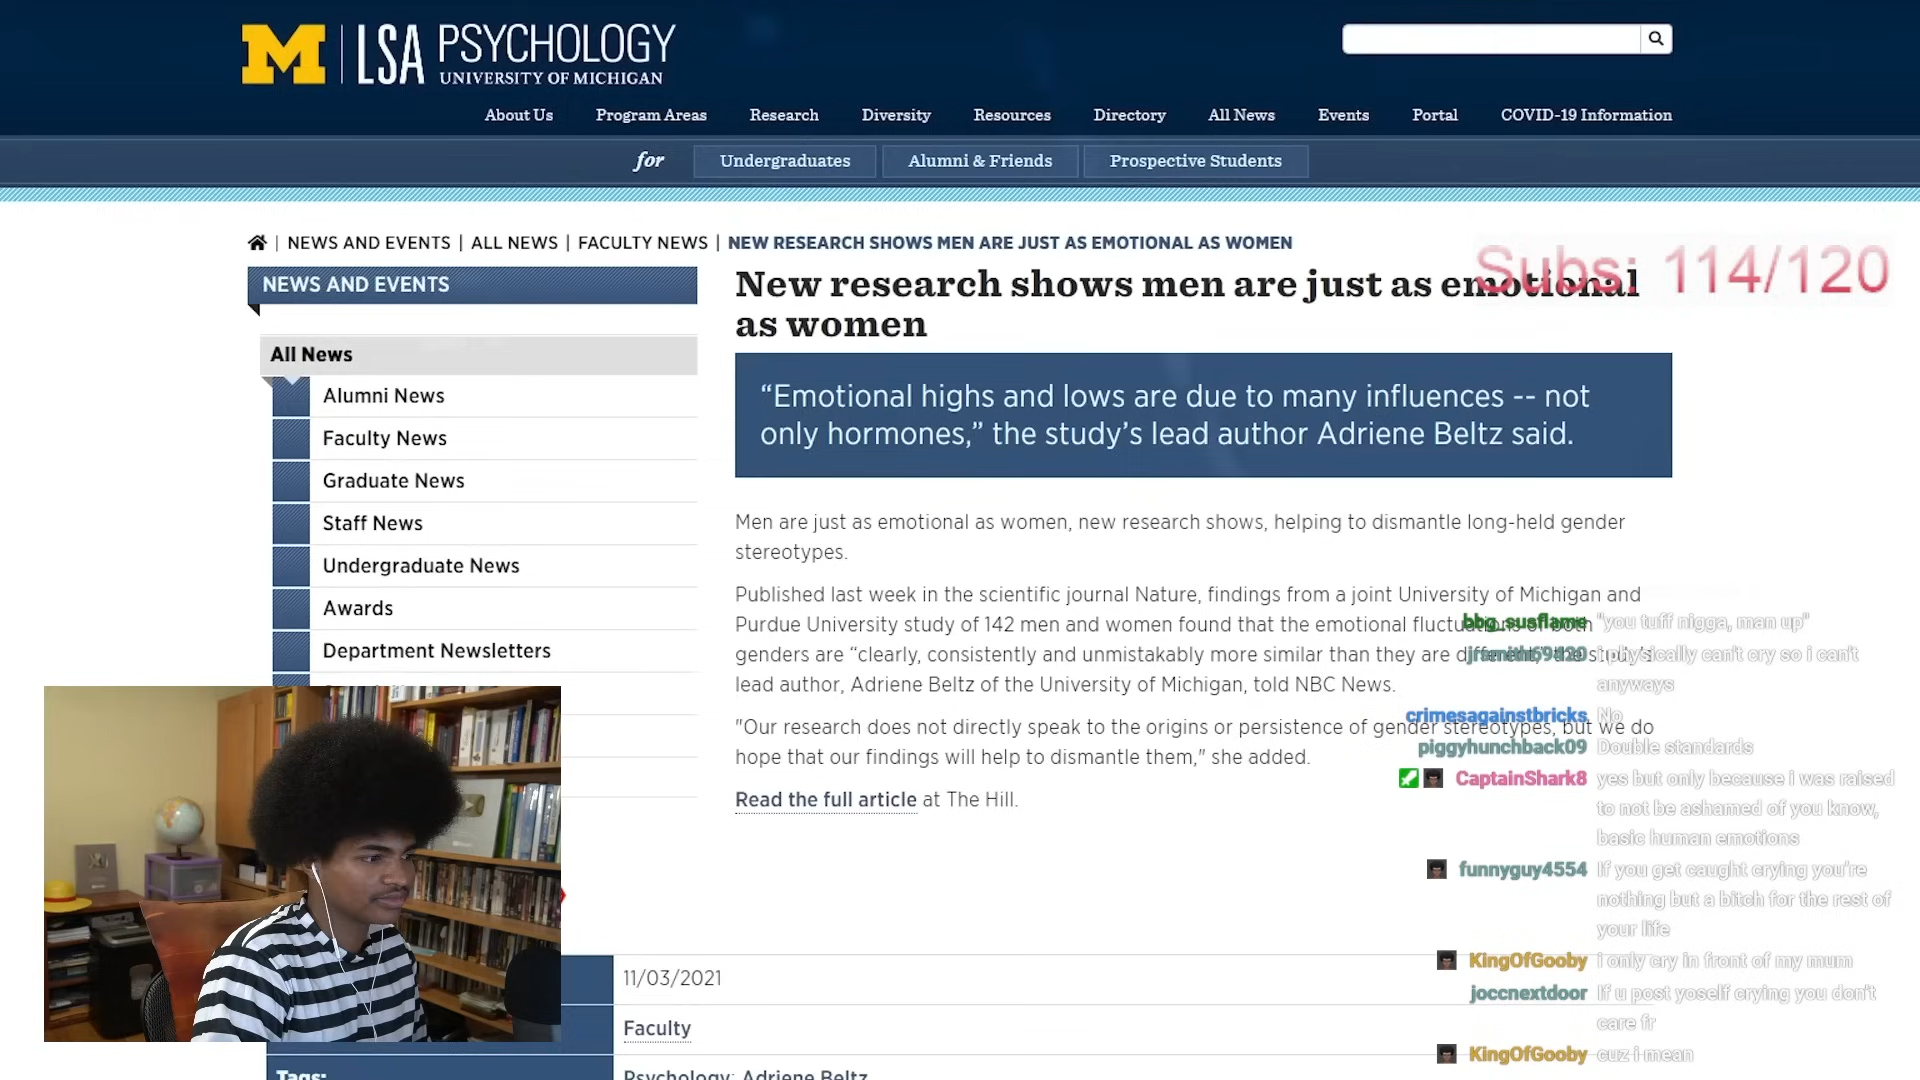 M | LSA PSYCHOLOGY
UNIVERSITY OF MICHIGAN
About Us Program Areas Research Diversity Resources Directory All News Events Portal COVID-19 Information
for Undergraduates Alumni & Friends Prospective Students
| NEWS AND EVENTS | ALL NEWS | FACULTY NEWS | NEW RESEARCH SHOWS MEN ARE JUST AS EMOTIONAL AS WOMEN
NEWS AND EVENTS
All News
Alumni News
Faculty News
Graduate News
Staff News
Undergraduate News
Awards
Department Newsletters
Subs: 114/120
New research shows men are just as emotional
as women
“Emotional highs and lows are due to many influences -- not
only hormones,” the study’s lead author Adriene Beltz said.
Men are just as emotional as women, new research shows, helping to dismantle long-held gender
stereotypes.
Published last week in the scientific journal Nature, findings from a joint University of Michigan and
Purdue University study of 142 men and women found that the emotional fluctuations of both
genders are “clearly, consistently and unmistakably more similar than they are different,” the study's
lead author, Adriene Beltz of the University of Michigan, told NBC News.
"Our research does not directly speak to the origins or persistence of gender stereotypes, but we do
hope that our findings will help to dismantle them," she added.
Read the full article at The Hill.
11/03/2021
Faculty
Tags: Psychology; Adriene Beltz
bbg_susflame "you tuff nigga, man up"
jrsmith69420 i physically can't cry so i can't
anyways
crimesagainstbricks No
piggyhunchback09 Double standards
CaptainShark8 yes but only because i was raised
to not be ashamed of you know,
basic human emotions
funnyguy4554 If you get caught crying you're
nothing but a bitch for the rest of
your life
KingOfGooby i only cry in front of my mum
joccnextdoor If u post yoself crying you don't
care fr
KingOfGooby cuz i mean